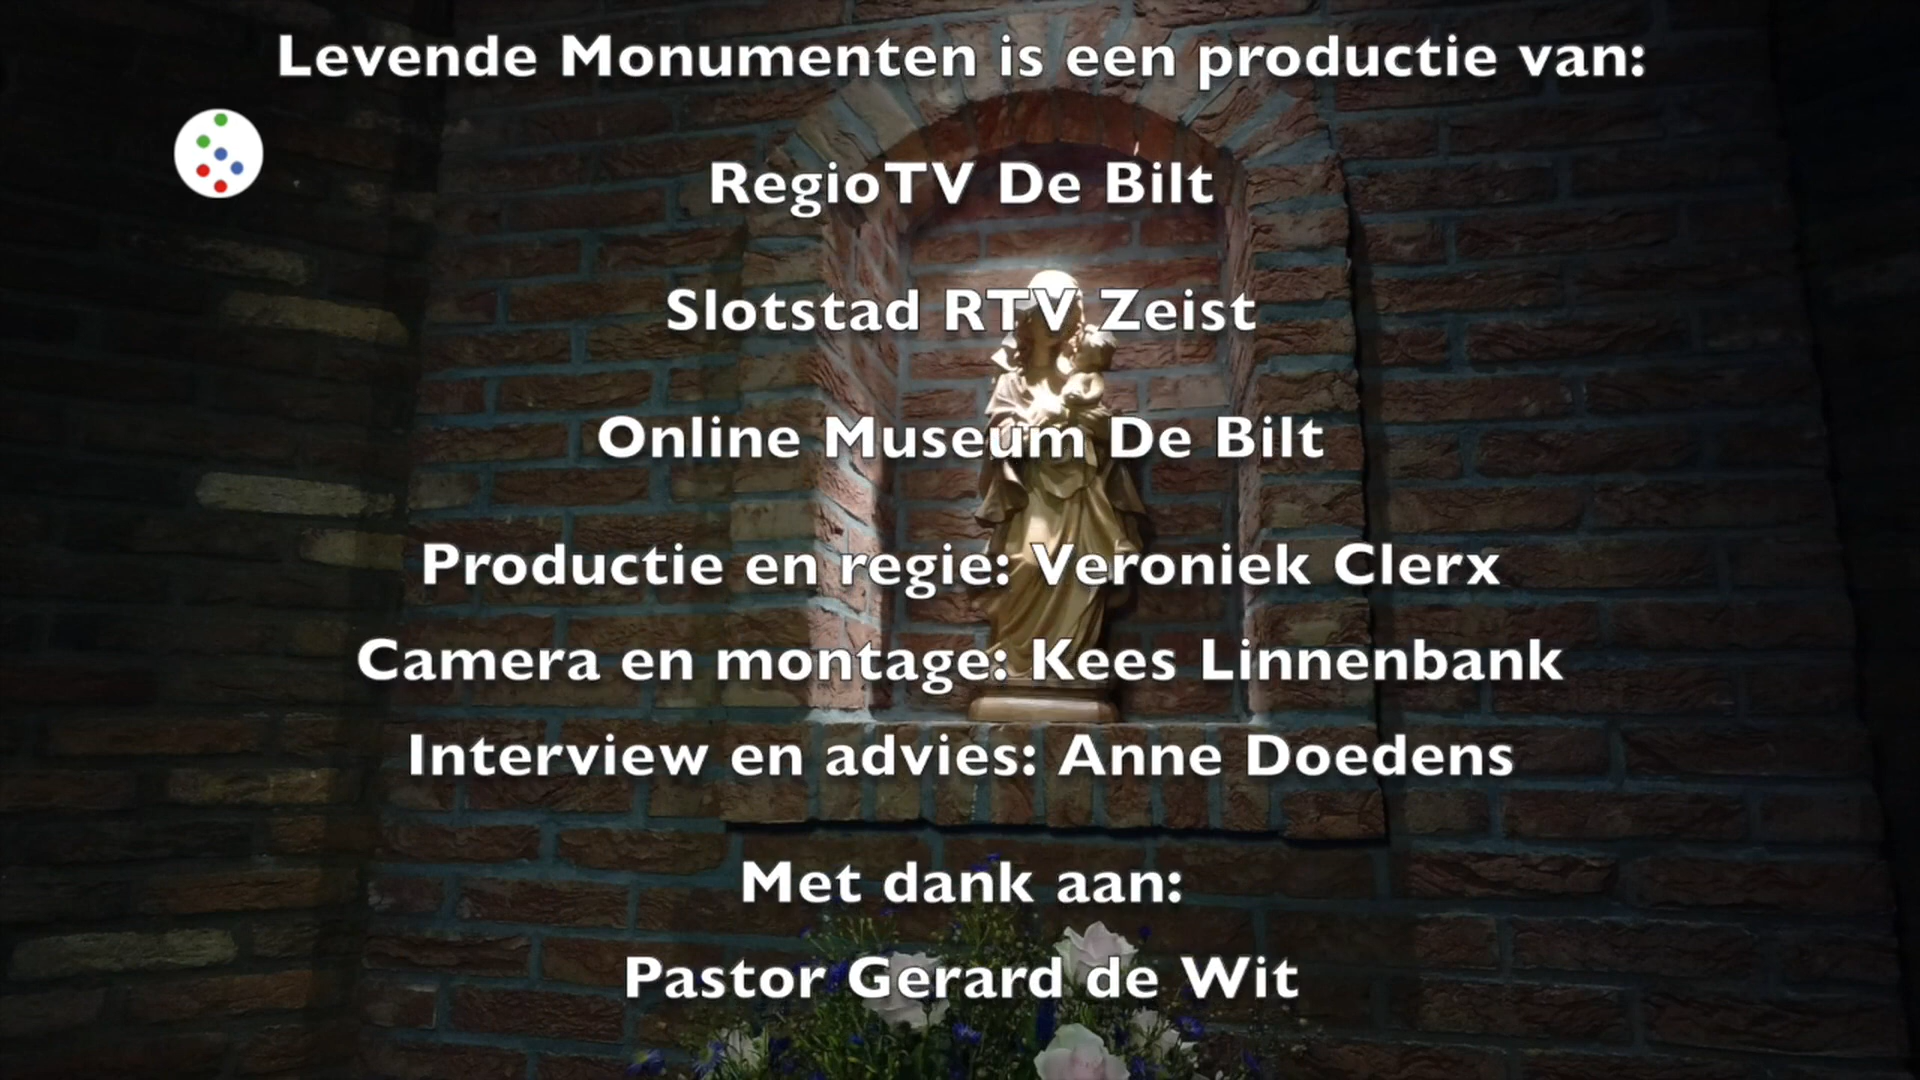 Levende Monumenten is een productie van:
RegioTV De Bilt
Slotstad RTV Zeist
Online Museum De Bilt
Productie en regie: Veroniek Clerx
Camera en montage: Kees Linnenbank
Interview en advies: Anne Doedens
Met dank aan:
Pastor Gerard de Wit